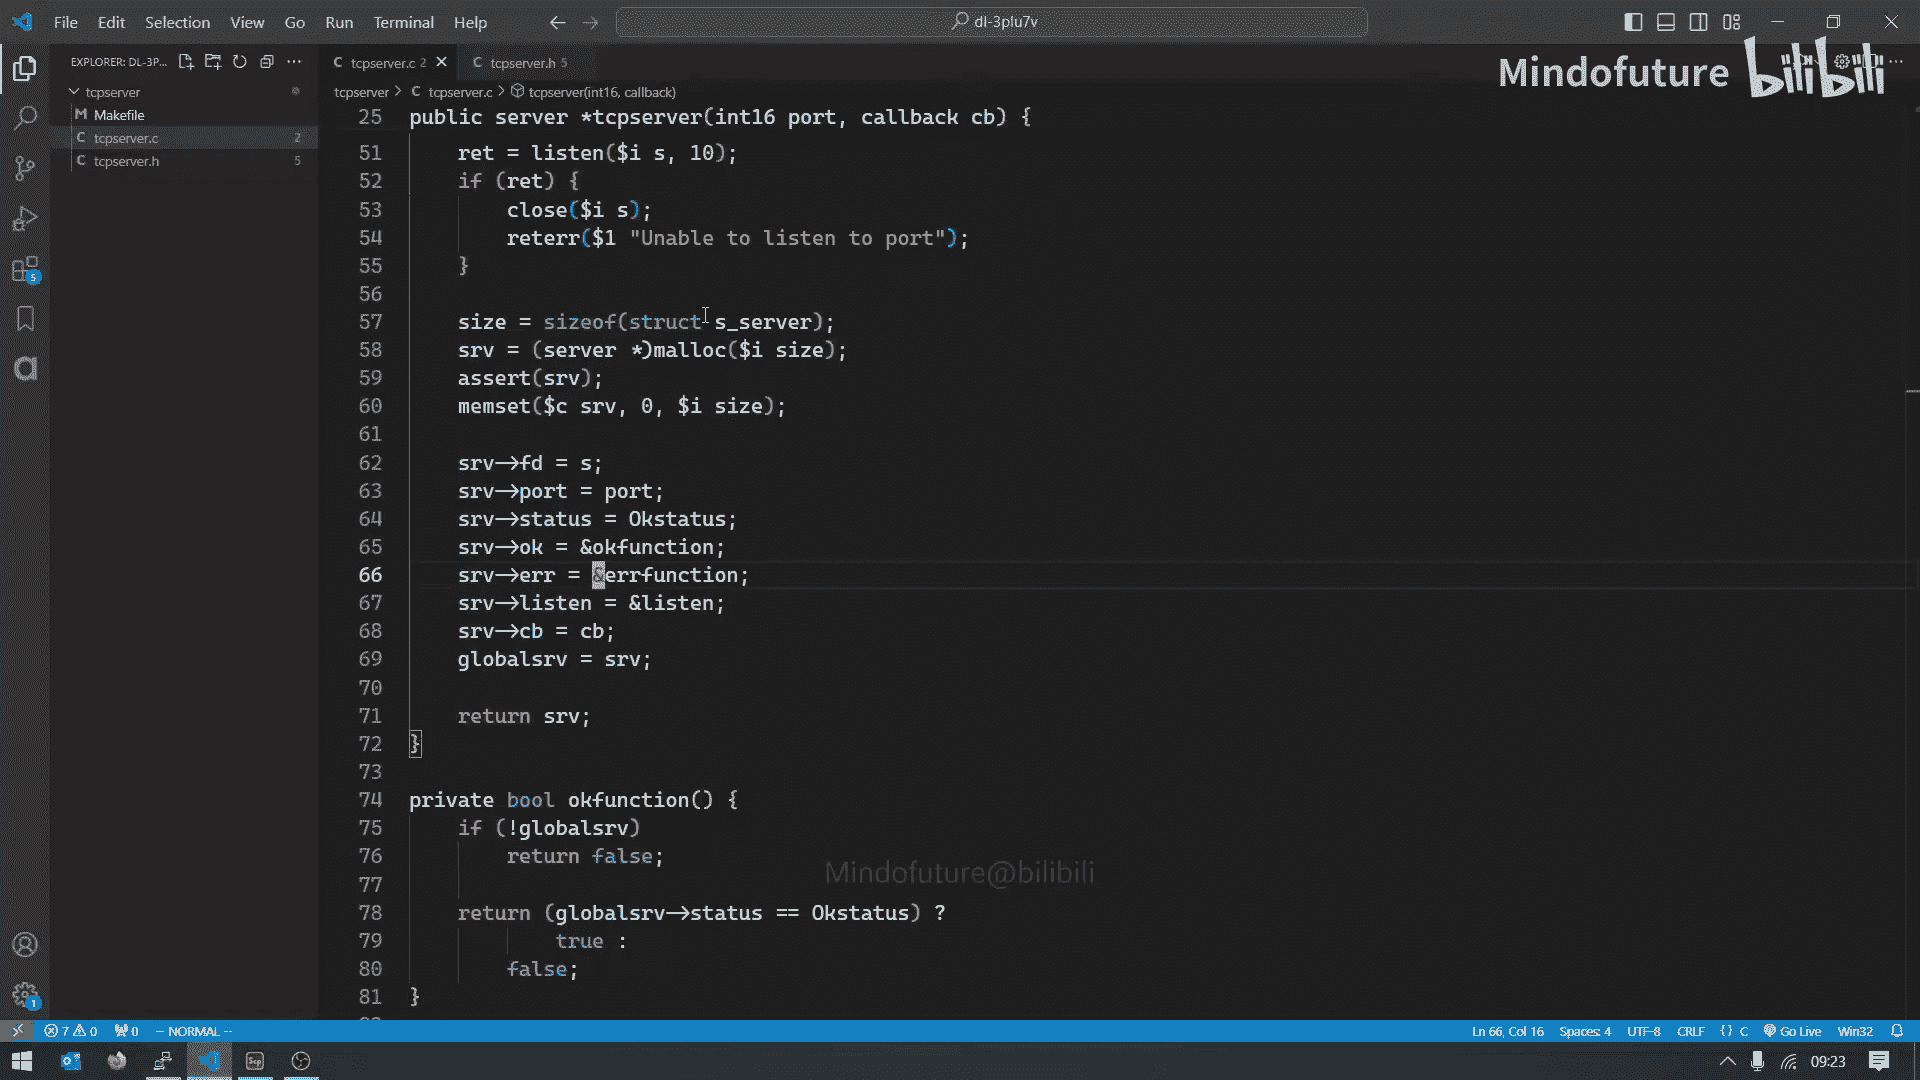 File Edit Selection View Go Run Terminal Help
dl-3plu7v
EXPLORER: DL-3P...
tcpserver
Makefile
tcpserver.c 2
tcpserver.h 5
tcpserver.c 2
tcpserver.h 5
Mindofuture bilibili
tcpserver > C tcpserver.c > tcpserver(int16, callback)
25 public server *tcpserver(int16 port, callback cb) {
51 ret = listen($i s, 10);
52 if (ret) {
53 close($i s);
54 reterr($1 "Unable to listen to port");
55 }
56
57 size = sizeof(struct s_server);
58 srv = (server *)malloc($i size);
59 assert(srv);
60 memset($c srv, 0, $i size);
61
62 srv->fd = s;
63 srv->port = port;
64 srv->status = Okstatus;
65 srv->ok = &okfunction;
66 srv->err = &errfunction;
67 srv->listen = &listen;
68 srv->cb = cb;
69 globalsrv = srv;
70
71 return srv;
72 }
73
74 private bool okfunction() {
75 if (!globalsrv)
76 return false;
77
78 return (globalsrv->status == Okstatus) ?
79 true :
80 false;
81 }
Mindofuture@bilibili
7 0 0 -- NORMAL -- Ln 66, Col 16 Spaces: 4 UTF-8 CRLF {} C Go Live Win32
09:23